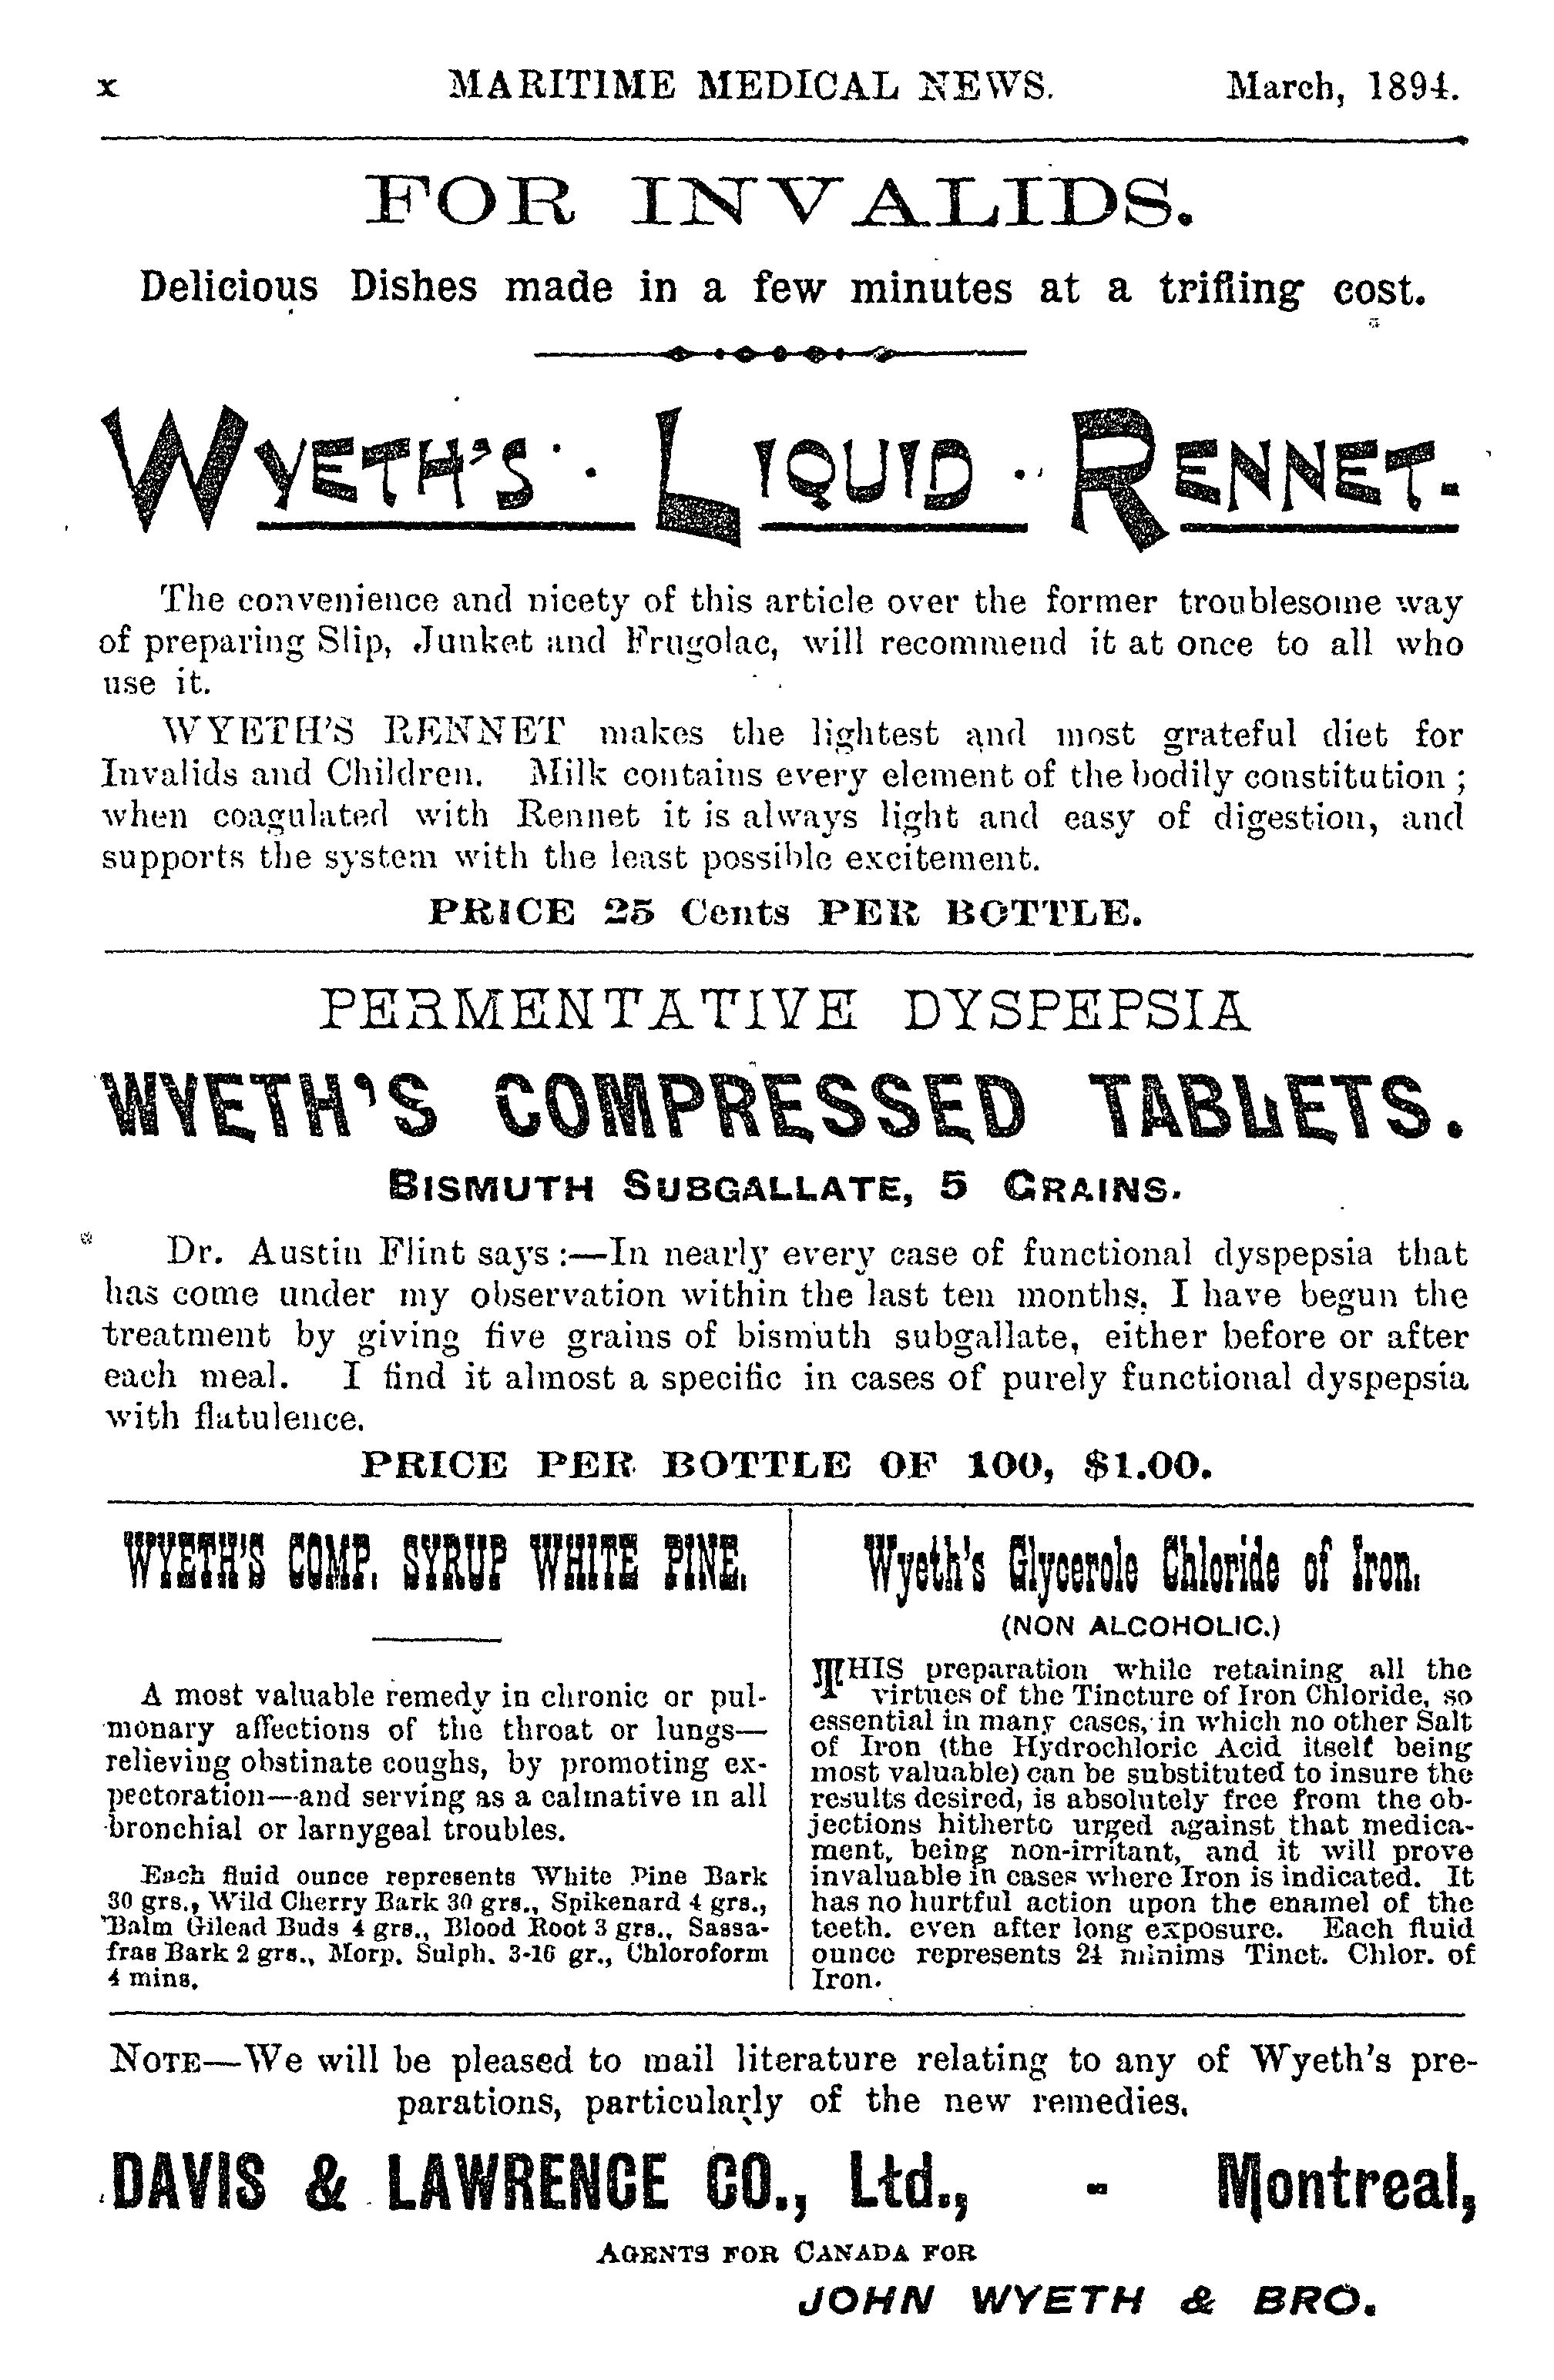 x MARITIME MEDICAL NEWS. March, 1894.
FOR INVALIDS.
Delicious Dishes made in a few minutes at a trifling cost.
WYETH'S LIQUID RENNET.
The convenience and nicety of this article over the former troublesome way
of preparing Slip, Junket and Frugolac, will recommend it at once to all who
use it.
WYETH'S RENNET makes the lightest and most grateful diet for
Invalids and Children. Milk contains every element of the bodily constitution;
when coagulated with Rennet it is always light and easy of digestion, and
supports the system with the least possible excitement.
PRICE 25 Cents PER BOTTLE.
PERMENTATIVE DYSPEPSIA
WYETH'S COMPRESSED TABLETS.
BISMUTH SUBGALLATE, 5 GRAINS.
Dr. Austin Flint says:—In nearly every case of functional dyspepsia that
has come under my observation within the last ten months, I have begun the
treatment by giving five grains of bismuth subgallate, either before or after
each meal. I find it almost a specific in cases of purely functional dyspepsia
with flatulence.
PRICE PER BOTTLE OF 100, $1.00.
WYETH'S COMP. SYRUP WHITE PINE.
A most valuable remedy in chronic or pul-
monary affections of the throat or lungs—
relieving obstinate coughs, by promoting ex-
pectoration—and serving as a calmative in all
bronchial or larnygeal troubles.
Each fluid ounce represents White Pine Bark
30 grs., Wild Cherry Bark 30 grs., Spikenard 4 grs.,
Balm Gilead Buds 4 grs., Blood Root 3 grs., Sassa-
fras Bark 2 grs., Morp. Sulph. 3-16 gr., Chloroform
4 mins.
Wyeth's Glycerole Chloride of Iron.
(NON ALCOHOLIC.)
THIS preparation while retaining all the
virtues of the Tincture of Iron Chloride, so
essential in many cases, in which no other Salt
of Iron (the Hydrochloric Acid itself being
most valuable) can be substituted to insure the
results desired, is absolutely free from the ob-
jections hitherto urged against that medica-
ment, being non-irritant, and it will prove
invaluable in cases where Iron is indicated. It
has no hurtful action upon the enamel of the
teeth. even after long exposure. Each fluid
ounce represents 24 minims Tinct. Chlor. of
Iron.
NOTE—We will be pleased to mail literature relating to any of Wyeth's pre-
parations, particularly of the new remedies.
DAVIS & LAWRENCE CO., Ltd., - Montreal,
AGENTS FOR CANADA FOR
JOHN WYETH & BRO.